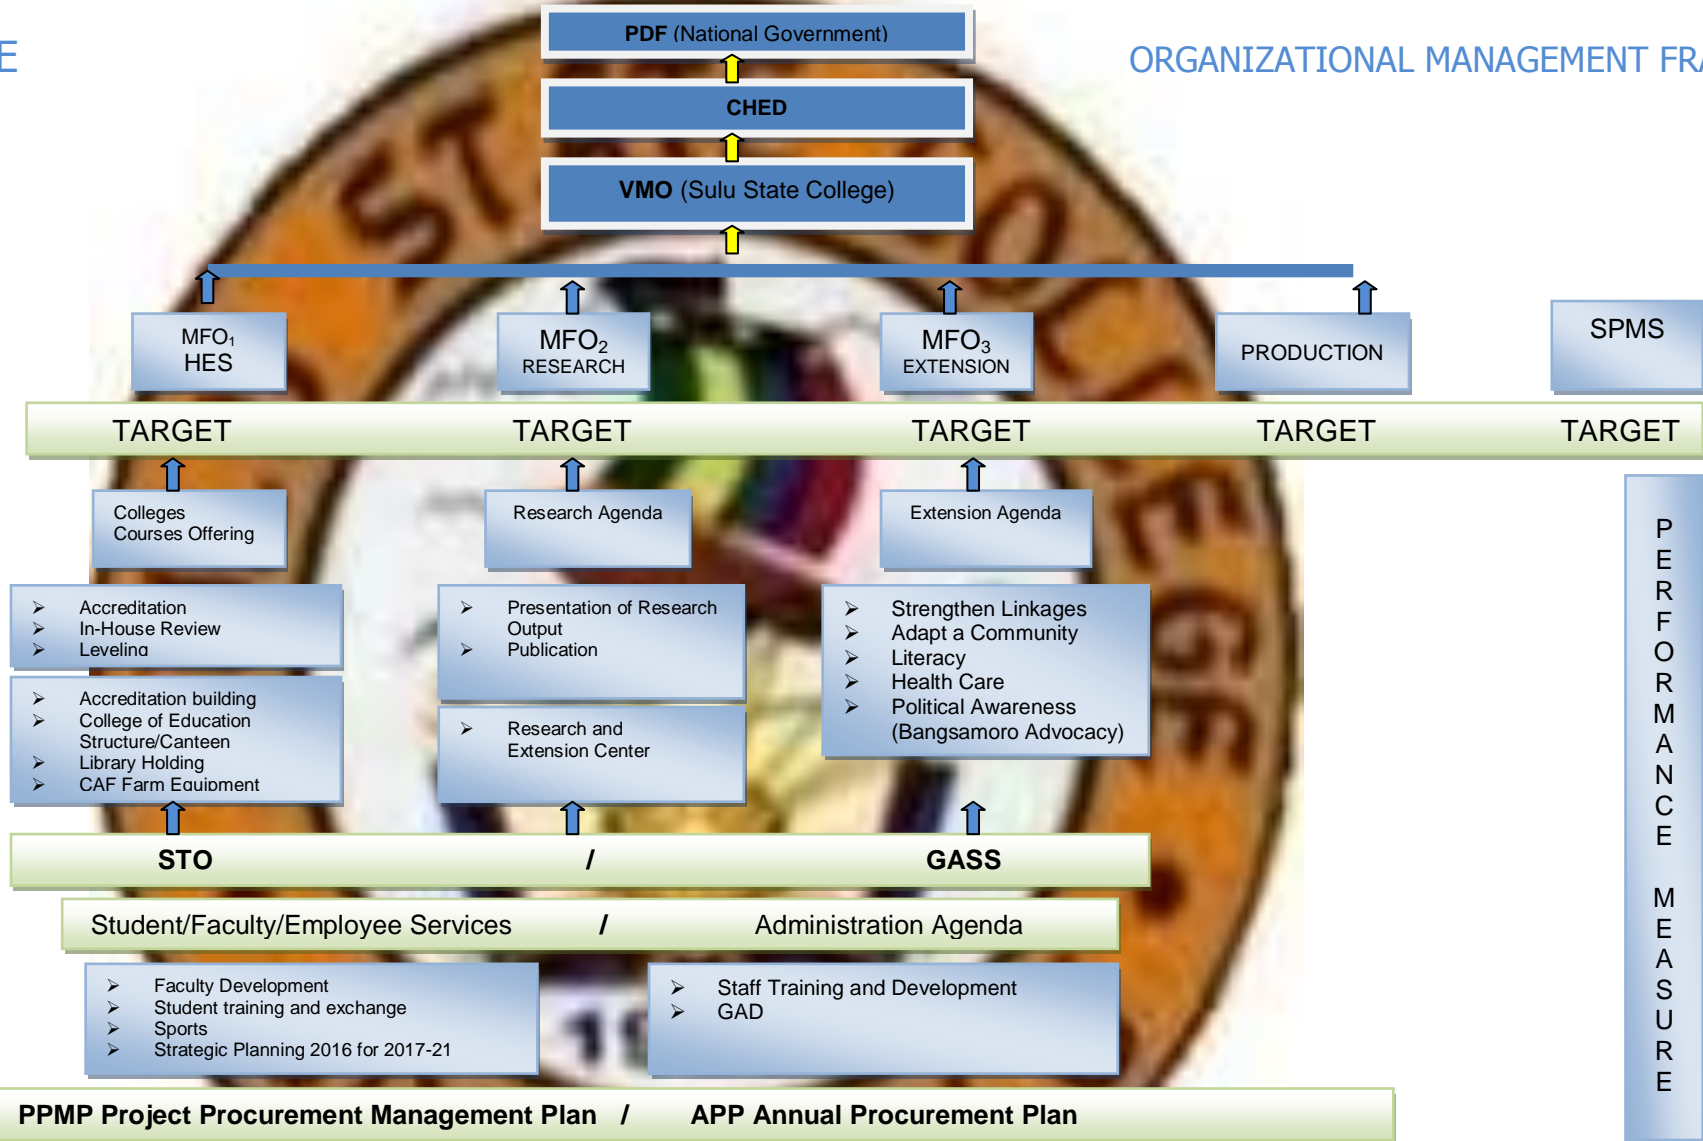 E
ORGANIZATIONAL MANAGEMENT FRA
PDF (National Government)
CHED
VMO (Sulu State College)
MFO₁
HES
MFO₂
RESEARCH
MFO₃
EXTENSION
PRODUCTION
SPMS
TARGET TARGET TARGET TARGET TARGET
Colleges
Courses Offering
Research Agenda
Extension Agenda
➢ Accreditation
➢ In-House Review
➢ Leveling
➢ Presentation of Research
Output
➢ Publication
➢ Strengthen Linkages
➢ Adapt a Community
➢ Literacy
➢ Health Care
➢ Political Awareness
(Bangsamoro Advocacy)
➢ Accreditation building
➢ College of Education
Structure/Canteen
➢ Library Holding
➢ CAF Farm Equipment
➢ Research and
Extension Center
STO / GASS
Student/Faculty/Employee Services / Administration Agenda
➢ Faculty Development
➢ Student training and exchange
➢ Sports
➢ Strategic Planning 2016 for 2017-21
➢ Staff Training and Development
➢ GAD
PPMP Project Procurement Management Plan / APP Annual Procurement Plan
PERFORMANCE MEASURE
COLLEGE